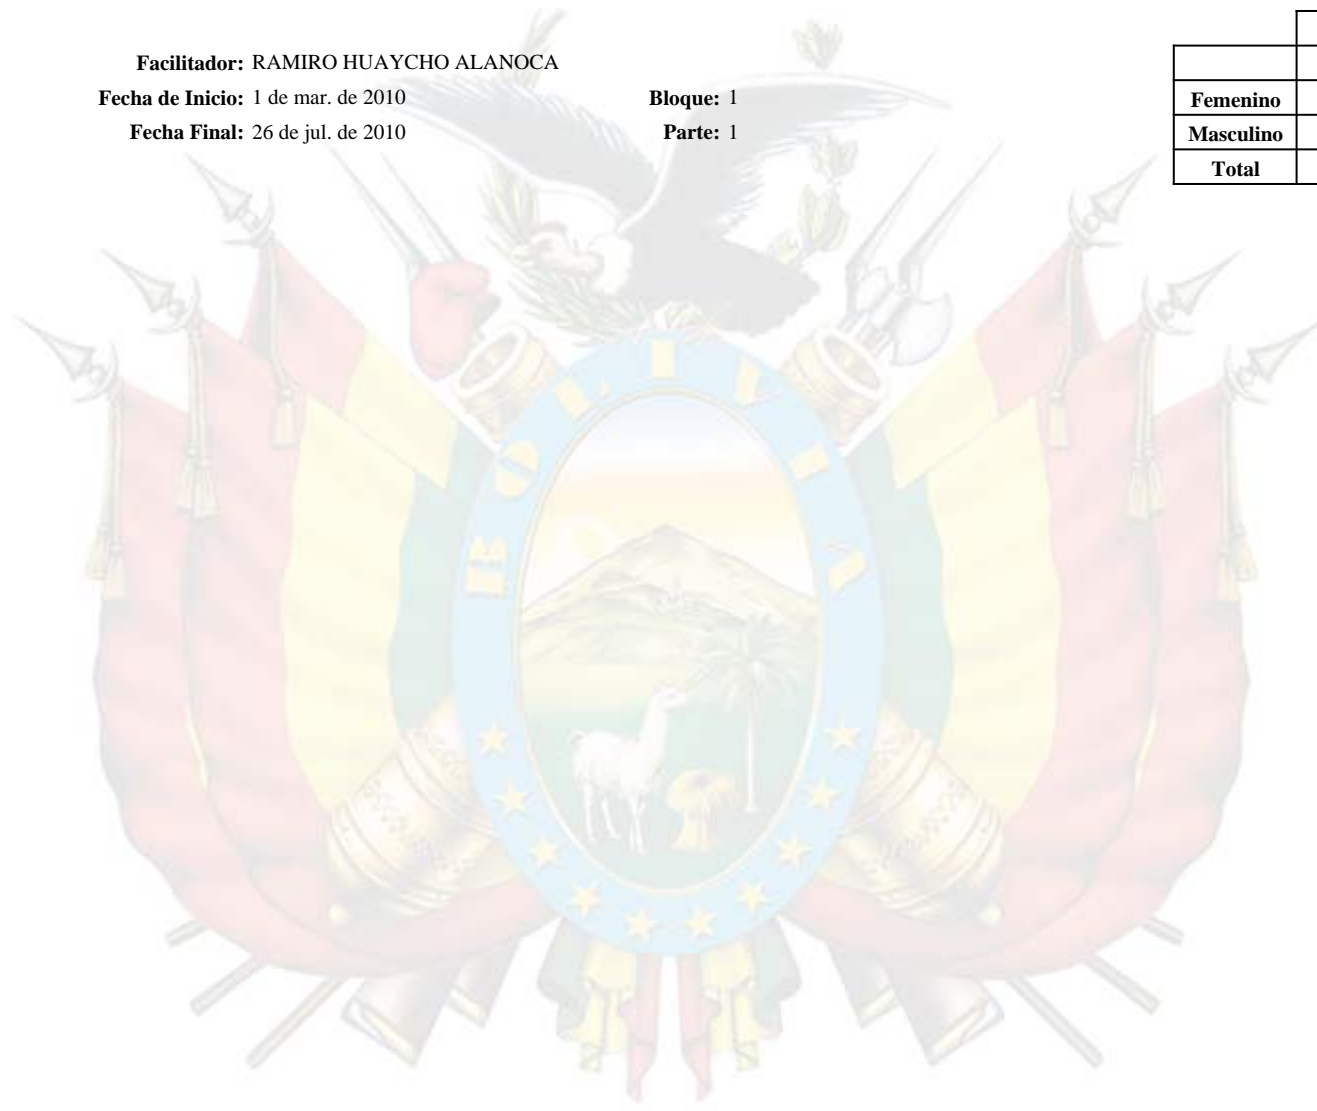 Facilitador: RAMIRO HUAYCHO ALANOCA
Fecha de Inicio: 1 de mar. de 2010 Bloque: 1
Fecha Final: 26 de jul. de 2010 Parte: 1
Femenino
Masculino
Total
BOLIVIA